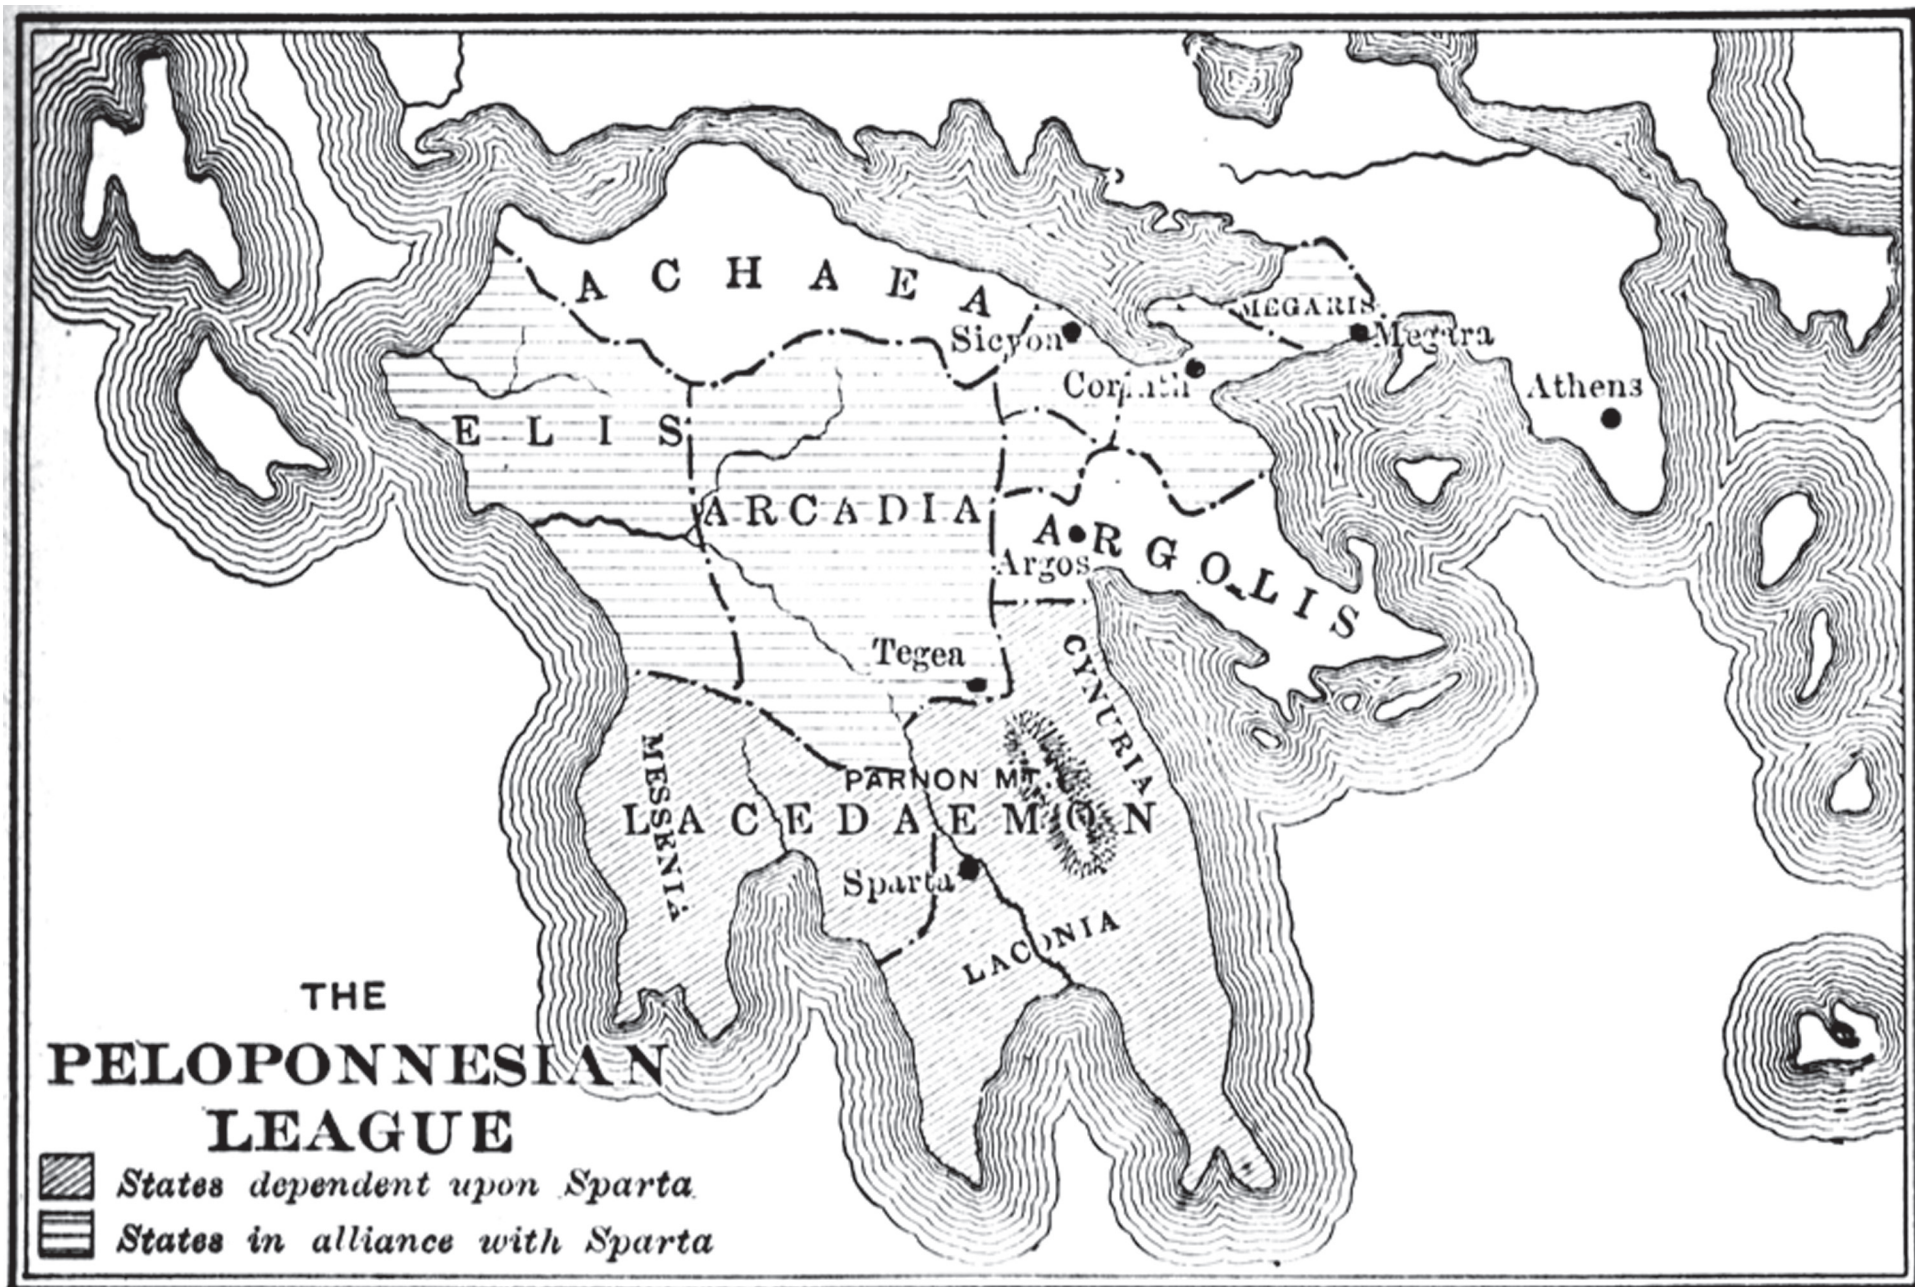 ACHAEA
MEGARIS
Sicyon
Megara
Corinth
Athens
ELIS
ARCADIA
ARGOLIS
Argos
CYNURIA
Tegea
MESSENIA
PARNON MT.
LACEDAEMON
Sparta
LACONIA
THE
PELOPONNESIAN
LEAGUE
States dependent upon Sparta
States in alliance with Sparta